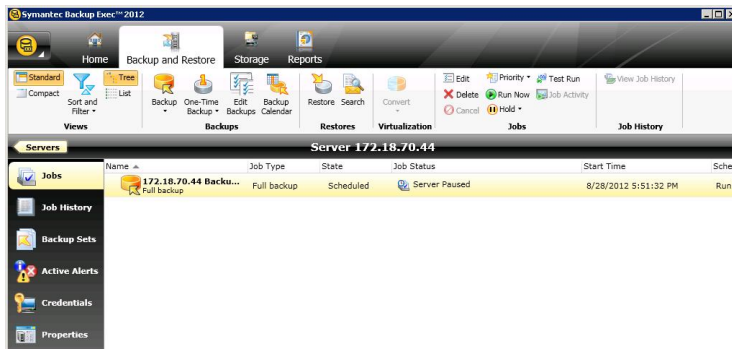 Symantec Backup Exec™ 2012
Home Backup and Restore Storage Reports
Standard
Compact
Sort and
Filter
Tree
List
Views
Backup
One-Time
Backup
Edit
Backups
Backup
Calendar
Backups
Restore
Search
Restores
Convert
Virtualization
Edit Priority Test Run
Delete Run Now Job Activity
Cancel Hold
Jobs
View Job History
Job History
Servers
Server 172.18.70.44
Name Job Type State Job Status Start Time Sche
172.18.70.44 Backu... Full backup Scheduled Server Paused 8/28/2012 5:51:32 PM Run
Full backup
Jobs
Job History
Backup Sets
Active Alerts
Credentials
Properties